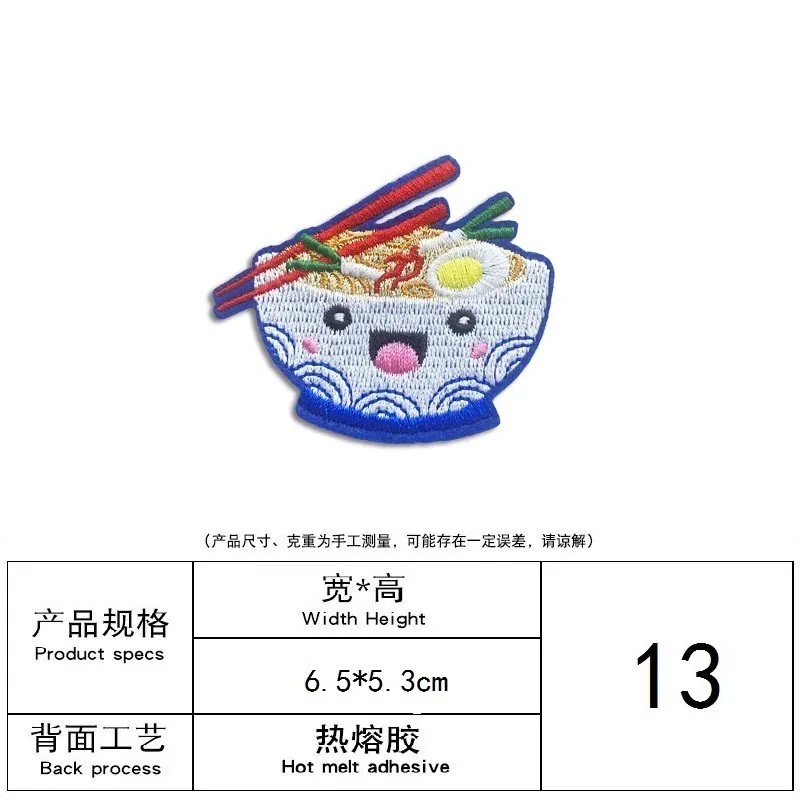 （产品尺寸、克重为手工测量，可能存在一定误差，请谅解）
产品规格
Product specs
宽*高
Width Height
6.5*5.3cm
13
背面工艺
Back process
热熔胶
Hot melt adhesive